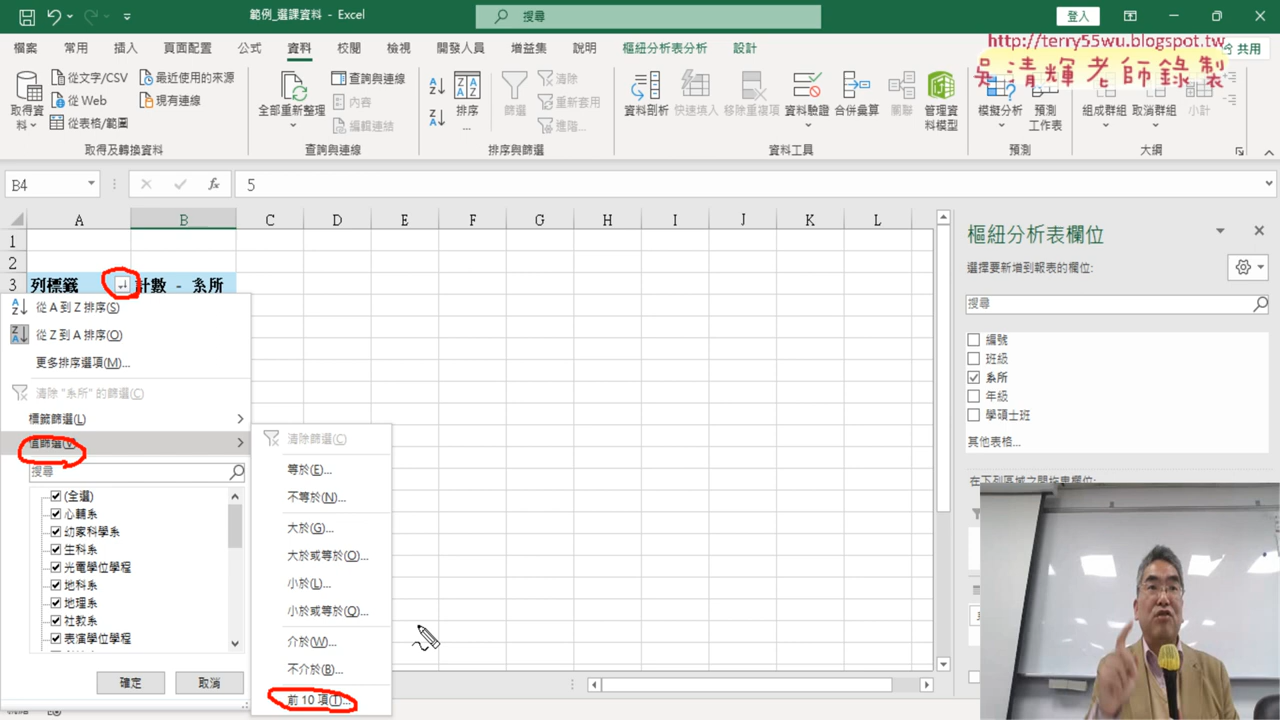 範例_選課資料 - Excel
搜尋
登入
檔案 常用 插入 頁面配置 公式 資料 校閱 檢視 開發人員 增益集 說明 樞紐分析表分析 設計
共用
http://terry55wu.blogspot.tw
吳清輝老師錄製
取得資料
從文字/CSV
從 Web
從表格/範圍
最近使用的來源
現有連線
取得及轉換資料
全部重新整理
查詢與連線
內容
編輯連結
查詢與連線
排序...
篩選
清除
重新套用
進階...
排序與篩選
資料剖析
快速填入
移除重複項
資料驗證
合併彙算
關聯
管理資料模型
資料工具
模擬分析
預測工作表
預測
組成群組
取消群組
小計
大綱
B4
fx
5
A B C D E F G H I J K L
1
2
3 列標籤 計數 - 系所
從 A 到 Z 排序(S)
從 Z 到 A 排序(O)
更多排序選項(M)...
清除 "系所" 的篩選(C)
標籤篩選(L)
值篩選(V)
搜尋
(全選)
心輔系
幼家科學系
生科系
光電學位學程
地科系
地理系
社教系
表演學位學程
確定
取消
清除篩選(C)
等於(E)...
不等於(N)...
大於(G)...
大於或等於(O)...
小於(L)...
小於或等於(Q)...
介於(W)...
不介於(B)...
前 10 項(T)...
樞紐分析表欄位
選擇要新增到報表的欄位:
搜尋
編號
班級
系所
年級
學碩士班
其他表格...
在下列區域之間拖曳欄位: